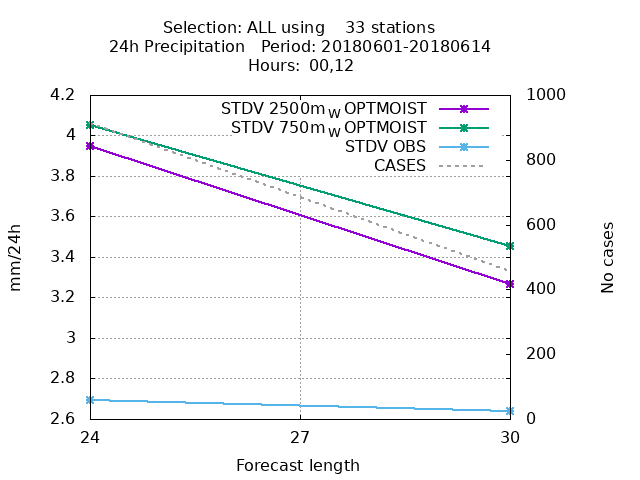 Selection: ALL using    33 stations
24h Precipitation   Period: 20180601-20180614
Hours:  00,12
STDV 2500m_W OPTMOIST
STDV 750m_W OPTMOIST
STDV OBS
CASES
4.2
4
3.8
3.6
3.4
3.2
3
2.8
2.6
mm/24h
1000
800
600
400
200
0
No cases
24
27
30
Forecast length